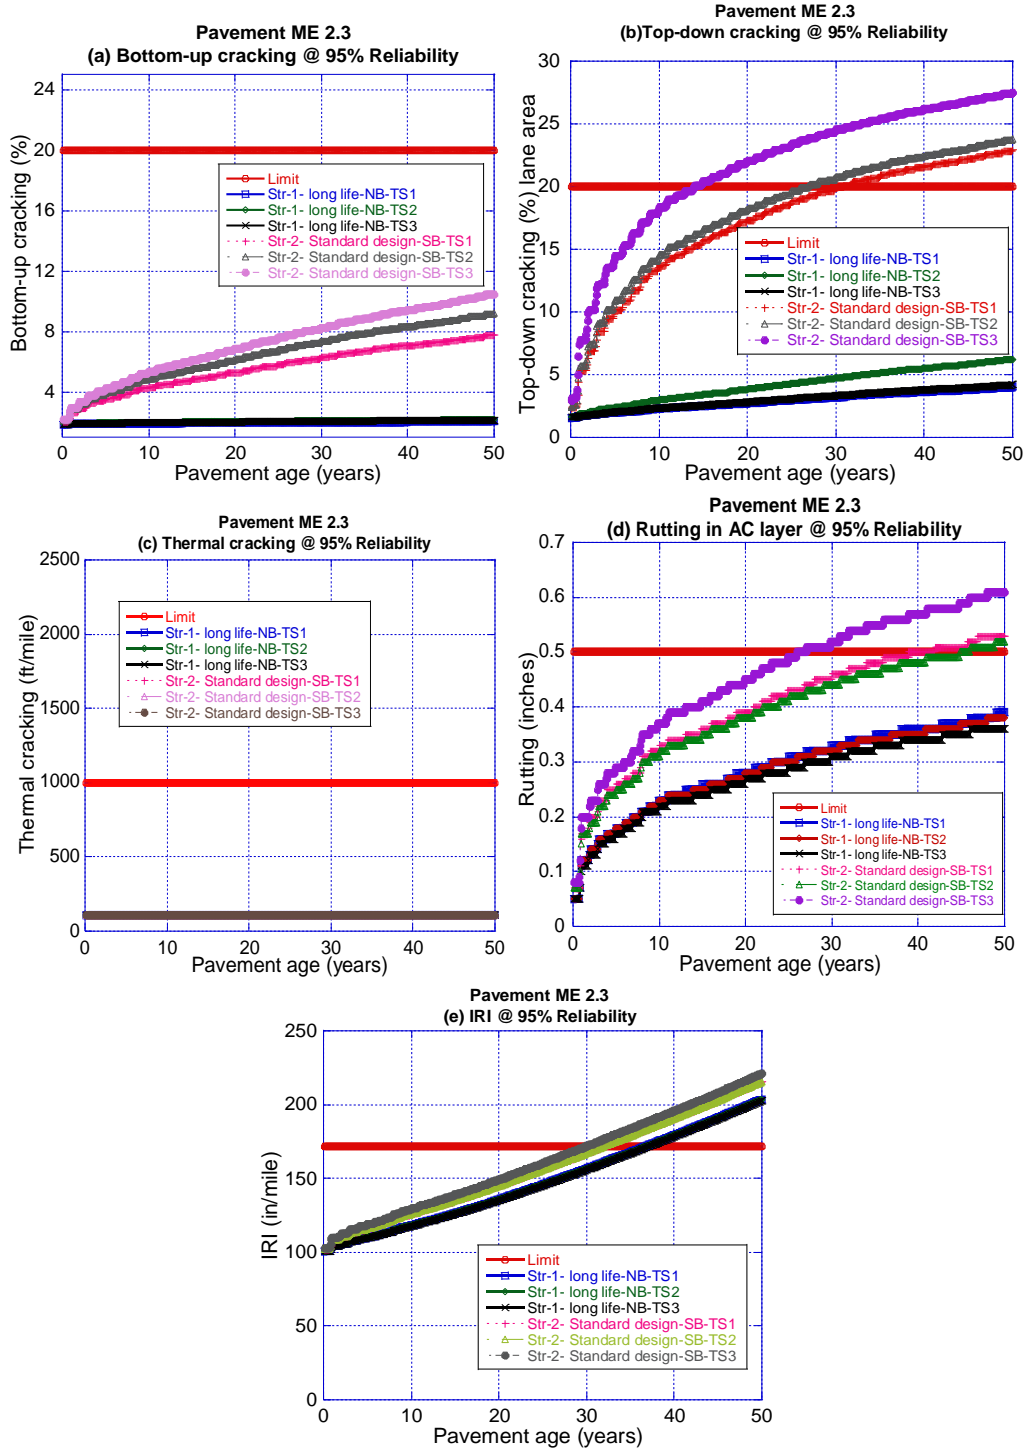 Pavement ME 2.3
(a) Bottom-up cracking @ 95% Reliability
24
20
16
12
8
4
0
10
20
30
40
50
Bottom-up cracking (%)
Pavement age (years)
Limit
Str-1- long life-NB-TS1
Str-1- long life-NB-TS2
Str-1- long life-NB-TS3
Str-2- Standard design-SB-TS1
Str-2- Standard design-SB-TS2
Str-2- Standard design-SB-TS3
Pavement ME 2.3
(b)Top-down cracking @ 95% Reliability
30
25
20
15
10
5
0
0
10
20
30
40
50
Top-down cracking (%) lane area
Pavement age (years)
Limit
Str-1- long life-NB-TS1
Str-1- long life-NB-TS2
Str-1- long life-NB-TS3
Str-2- Standard design-SB-TS1
Str-2- Standard design-SB-TS2
Str-2- Standard design-SB-TS3
Pavement ME 2.3
(c) Thermal cracking @ 95% Reliability
2500
2000
1500
1000
500
0
0
10
20
30
40
50
Thermal cracking (ft/mile)
Pavement age (years)
Limit
Str-1- long life-NB-TS1
Str-1- long life-NB-TS2
Str-1- long life-NB-TS3
Str-2- Standard design-SB-TS1
Str-2- Standard design-SB-TS2
Str-2- Standard design-SB-TS3
Pavement ME 2.3
(d) Rutting in AC layer @ 95% Reliability
0.7
0.6
0.5
0.4
0.3
0.2
0.1
0
0
10
20
30
40
50
Rutting (inches)
Pavement age (years)
Limit
Str-1- long life-NB-TS1
Str-1- long life-NB-TS2
Str-1- long life-NB-TS3
Str-2- Standard design-SB-TS1
Str-2- Standard design-SB-TS2
Str-2- Standard design-SB-TS3
Pavement ME 2.3
(e) IRI @ 95% Reliability
250
200
150
100
50
0
0
10
20
30
40
50
IRI (in/mile)
Pavement age (years)
Limit
Str-1- long life-NB-TS1
Str-1- long life-NB-TS2
Str-1- long life-NB-TS3
Str-2- Standard design-SB-TS1
Str-2- Standard design-SB-TS2
Str-2- Standard design-SB-TS3